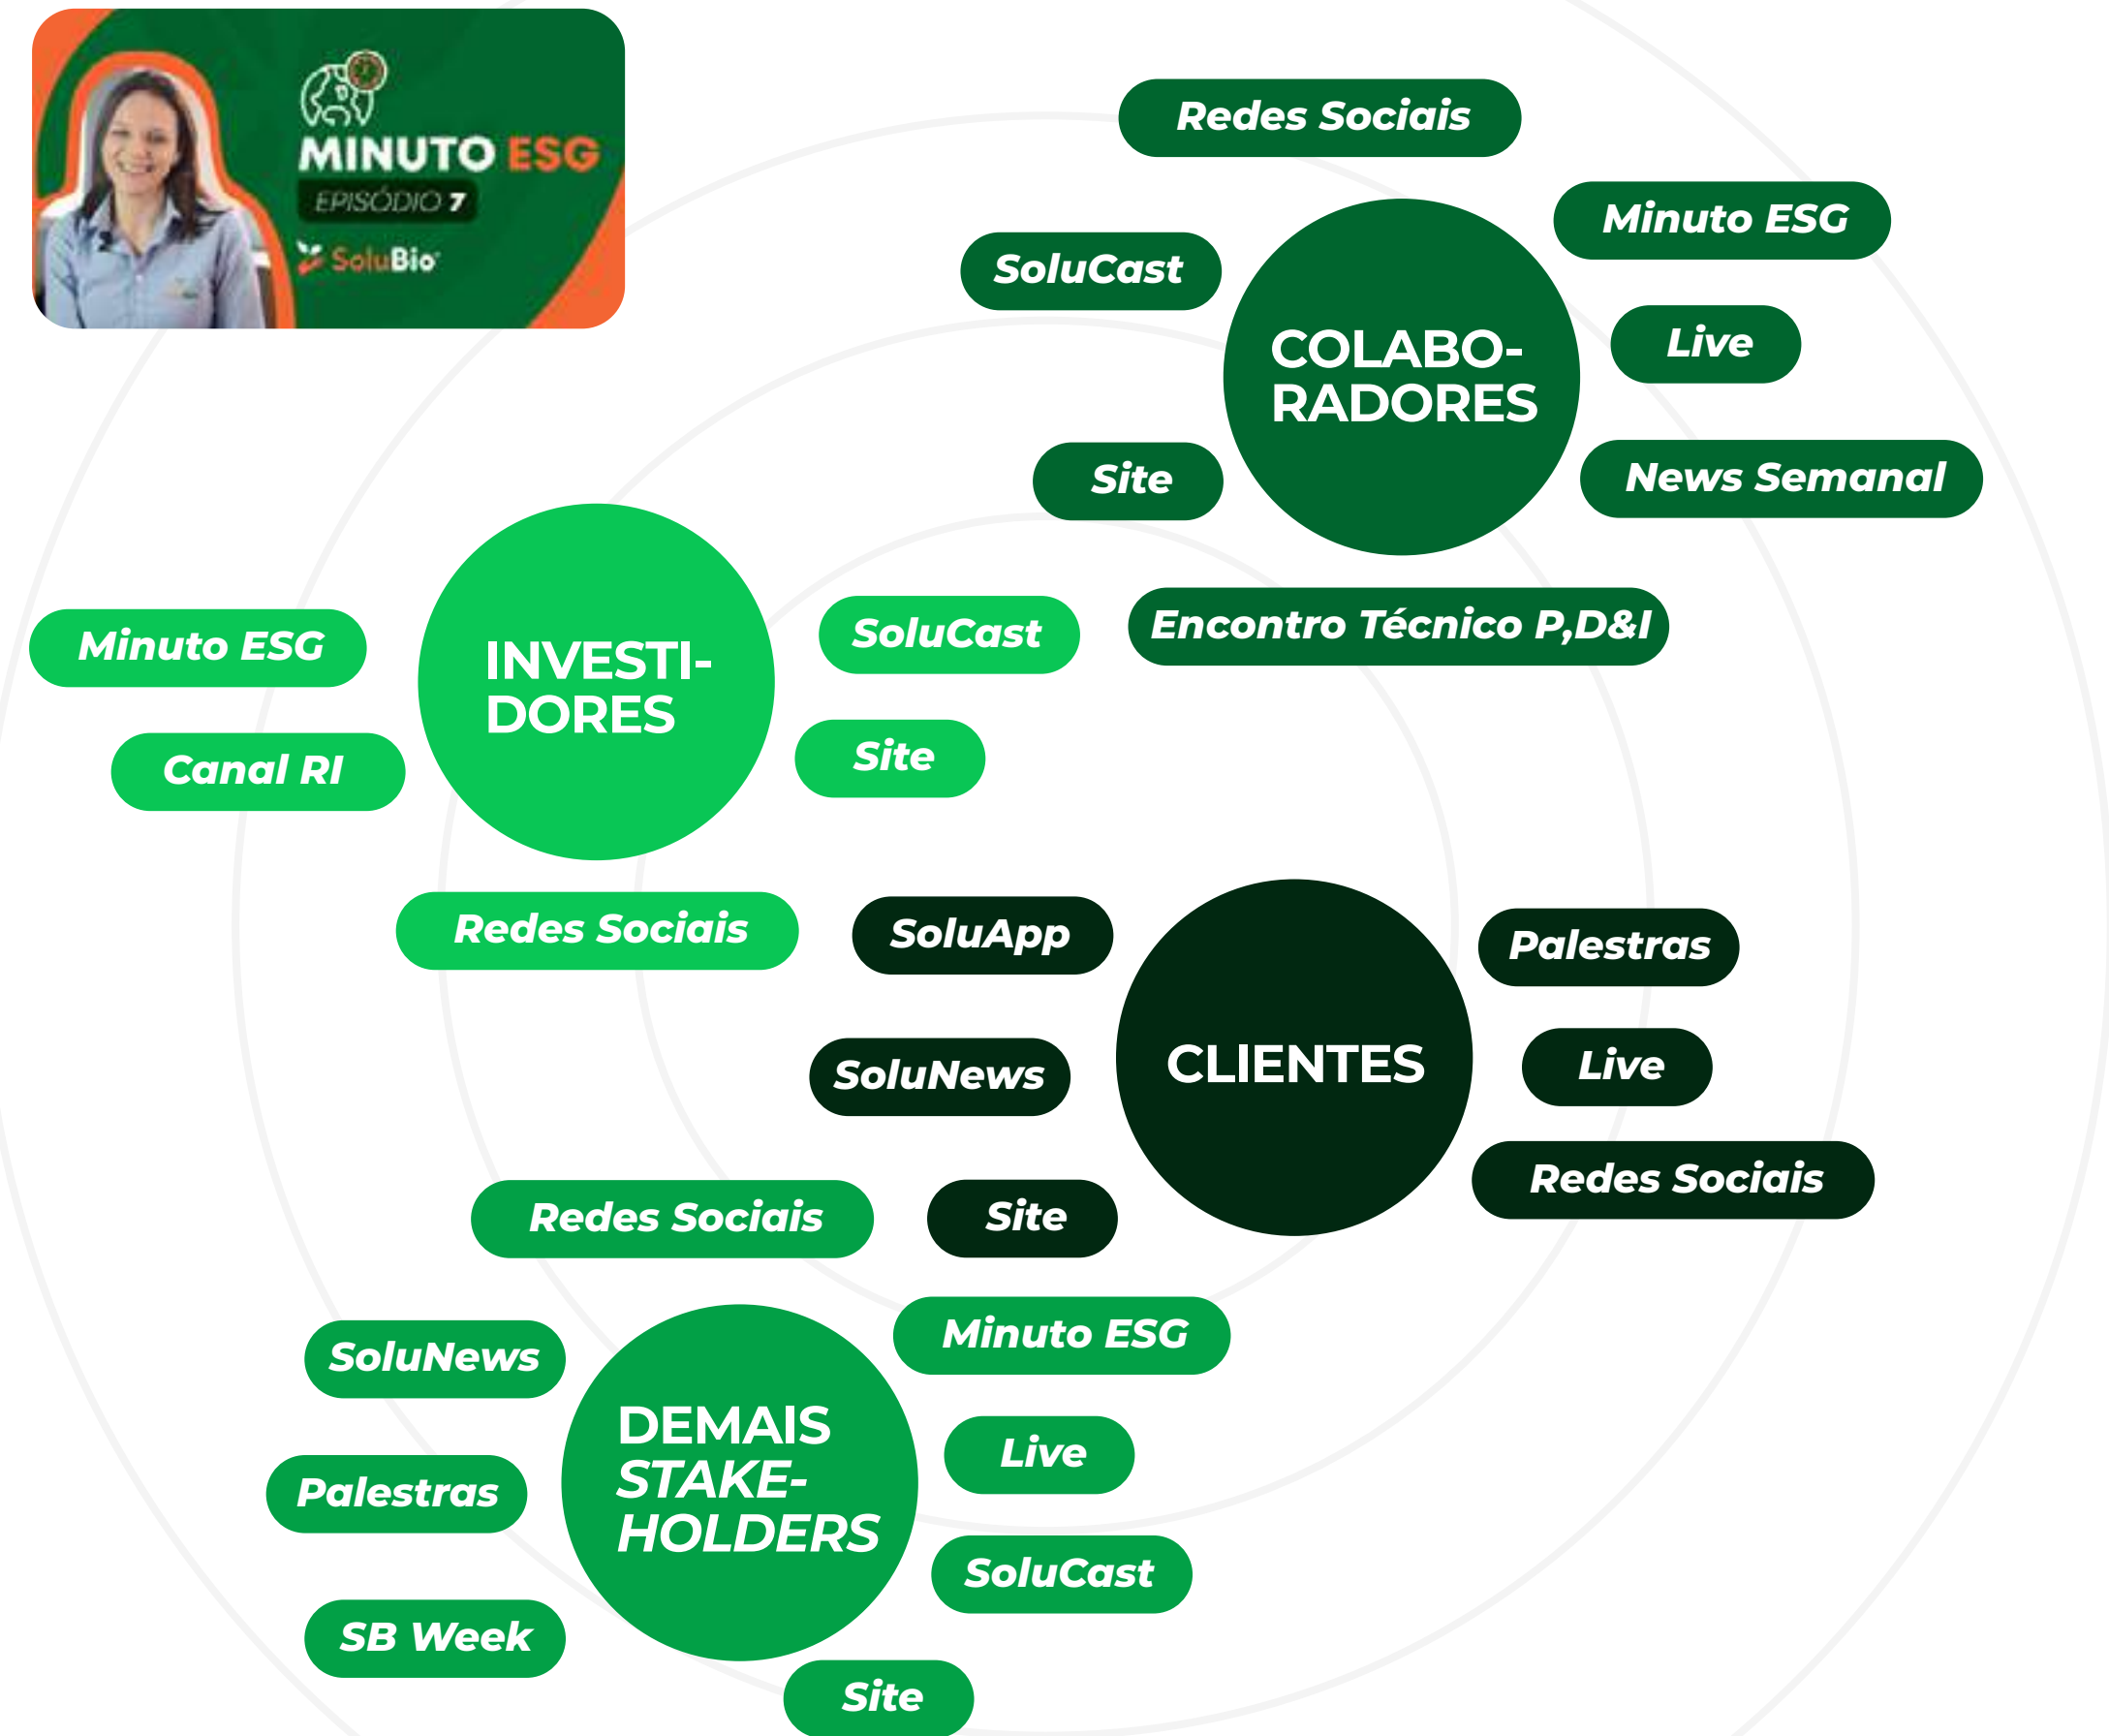 MINUTO ESG
EPISÓDIO 7
SoluBio
Redes Sociais
Minuto ESG
SoluCast
Live
COLABO-
RADORES
Site
News Semanal
Encontro Técnico P,D&I
Minuto ESG
INVESTI-
DORES
SoluCast
Canal RI
Site
Redes Sociais
SoluApp
Palestras
SoluNews
CLIENTES
Live
Site
Redes Sociais
Redes Sociais
Minuto ESG
SoluNews
DEMAIS
STAKE-
HOLDERS
Live
Palestras
SoluCast
SB Week
Site